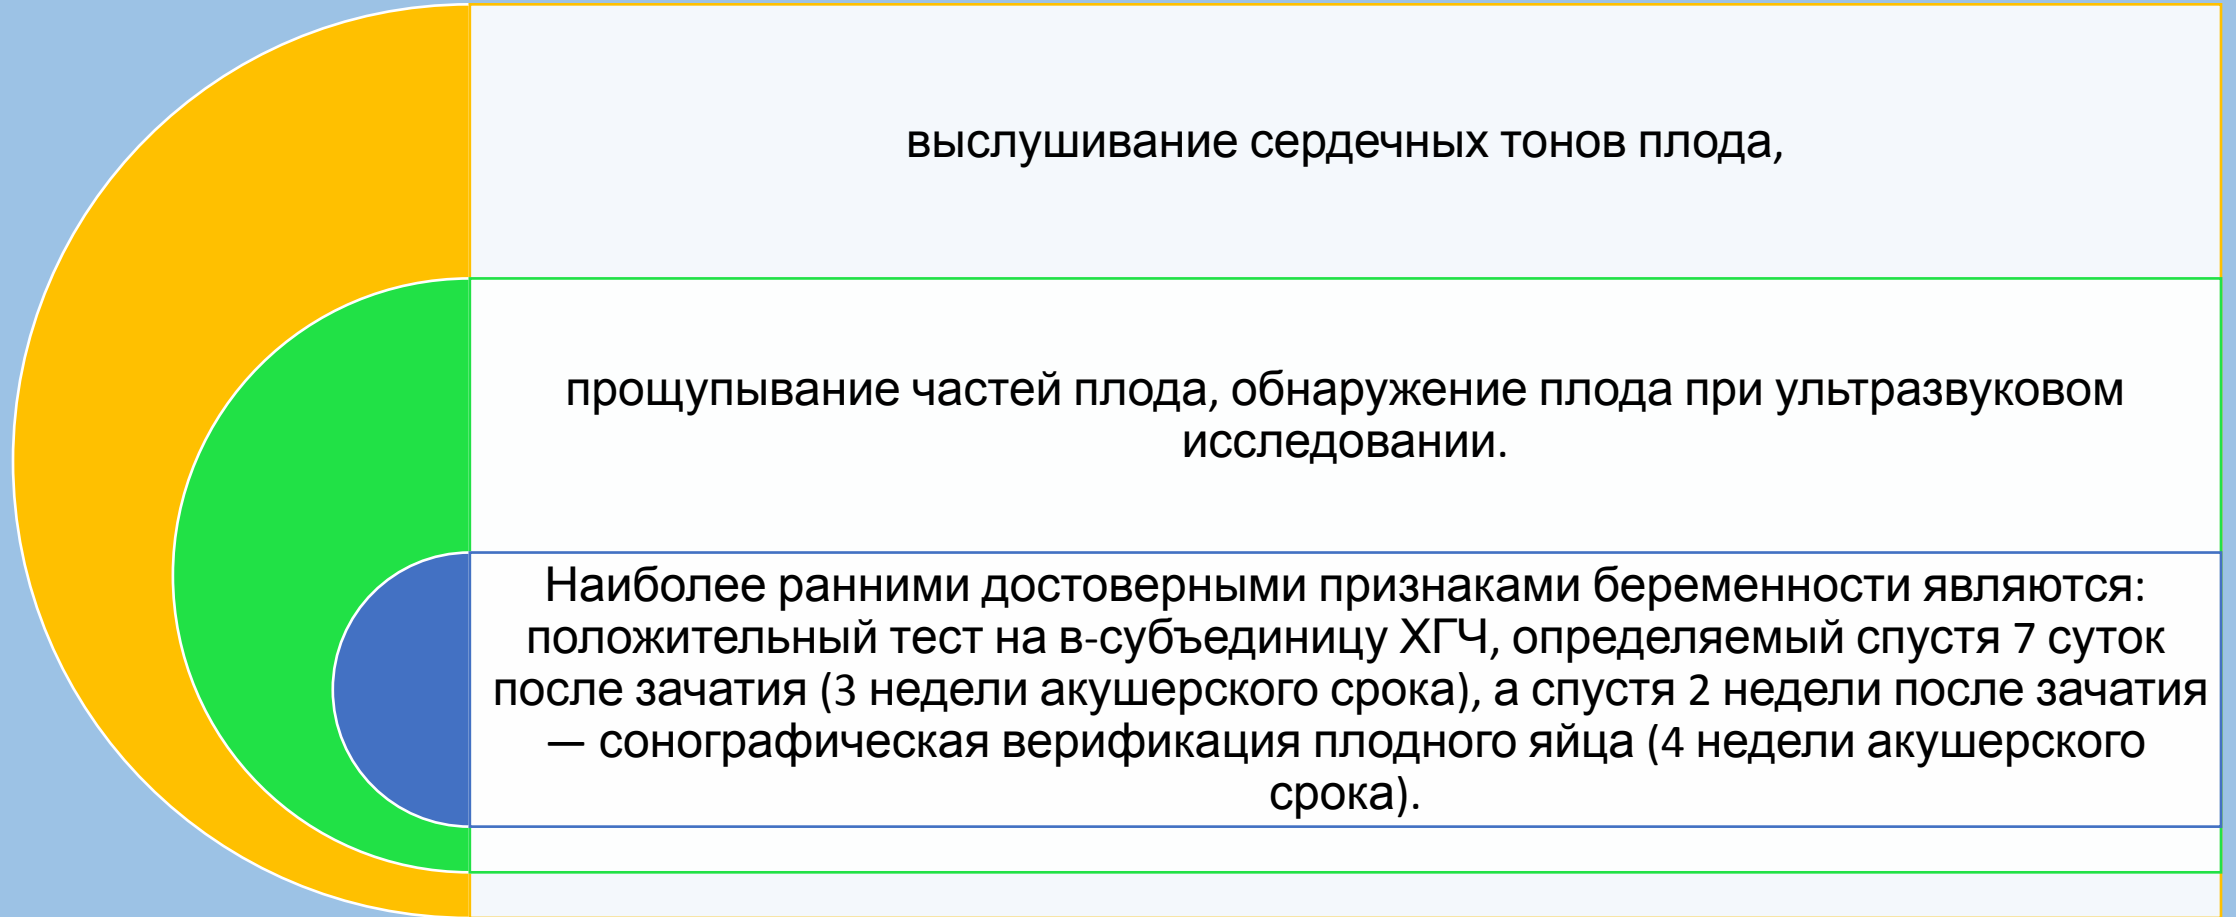 выслушивание сердечных тонов плода,
прощупывание частей плода, обнаружение плода при ультразвуковом
исследовании.
Наиболее ранними достоверными признаками беременности являются:
положительный тест на в-субъединицу ХГЧ, определяемый спустя 7 суток
после зачатия (3 недели акушерского срока), а спустя 2 недели после зачатия
— сонографическая верификация плодного яйца (4 недели акушерского
срока).